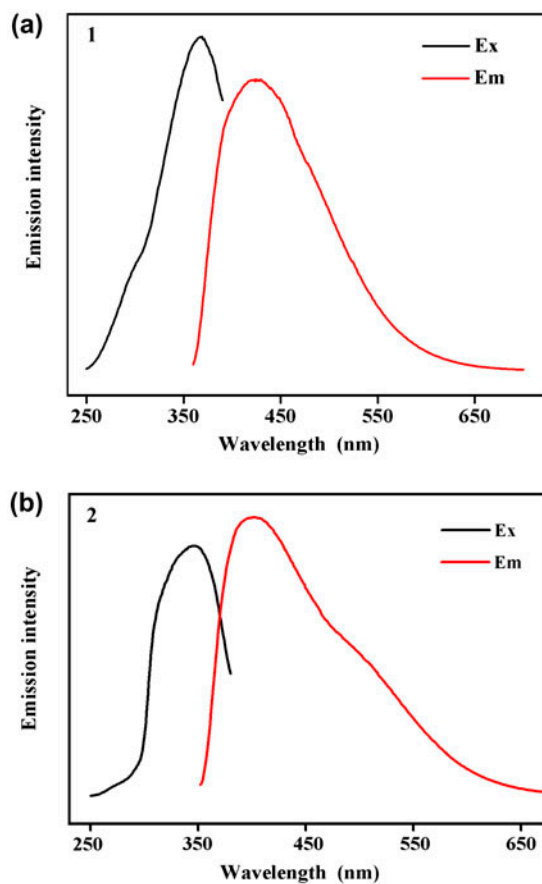 (a)
1
Ex
Em
Emission intensity
250 350 450 550 650
Wavelength (nm)
(b)
2
Ex
Em
Emission intensity
250 350 450 550 650
Wavelength (nm)